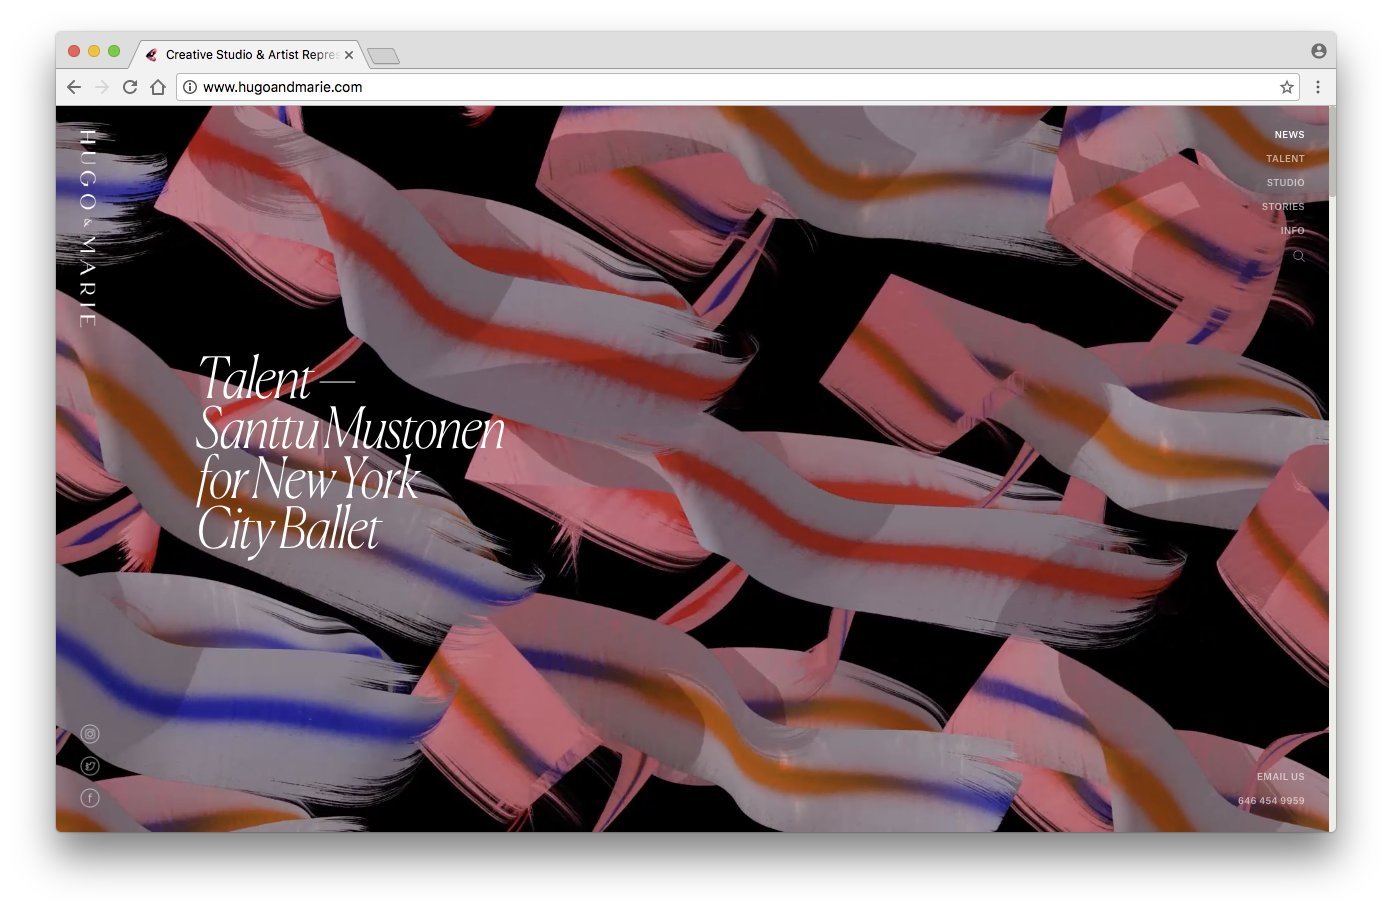 Creative Studio & Artist Repres
www.hugoandmarie.com
HUGO & MARIE
NEWS
TALENT
STUDIO
STORIES
INFO
Talent —
Santtu Mustonen
for New York
City Ballet
EMAIL US
646 454 9959